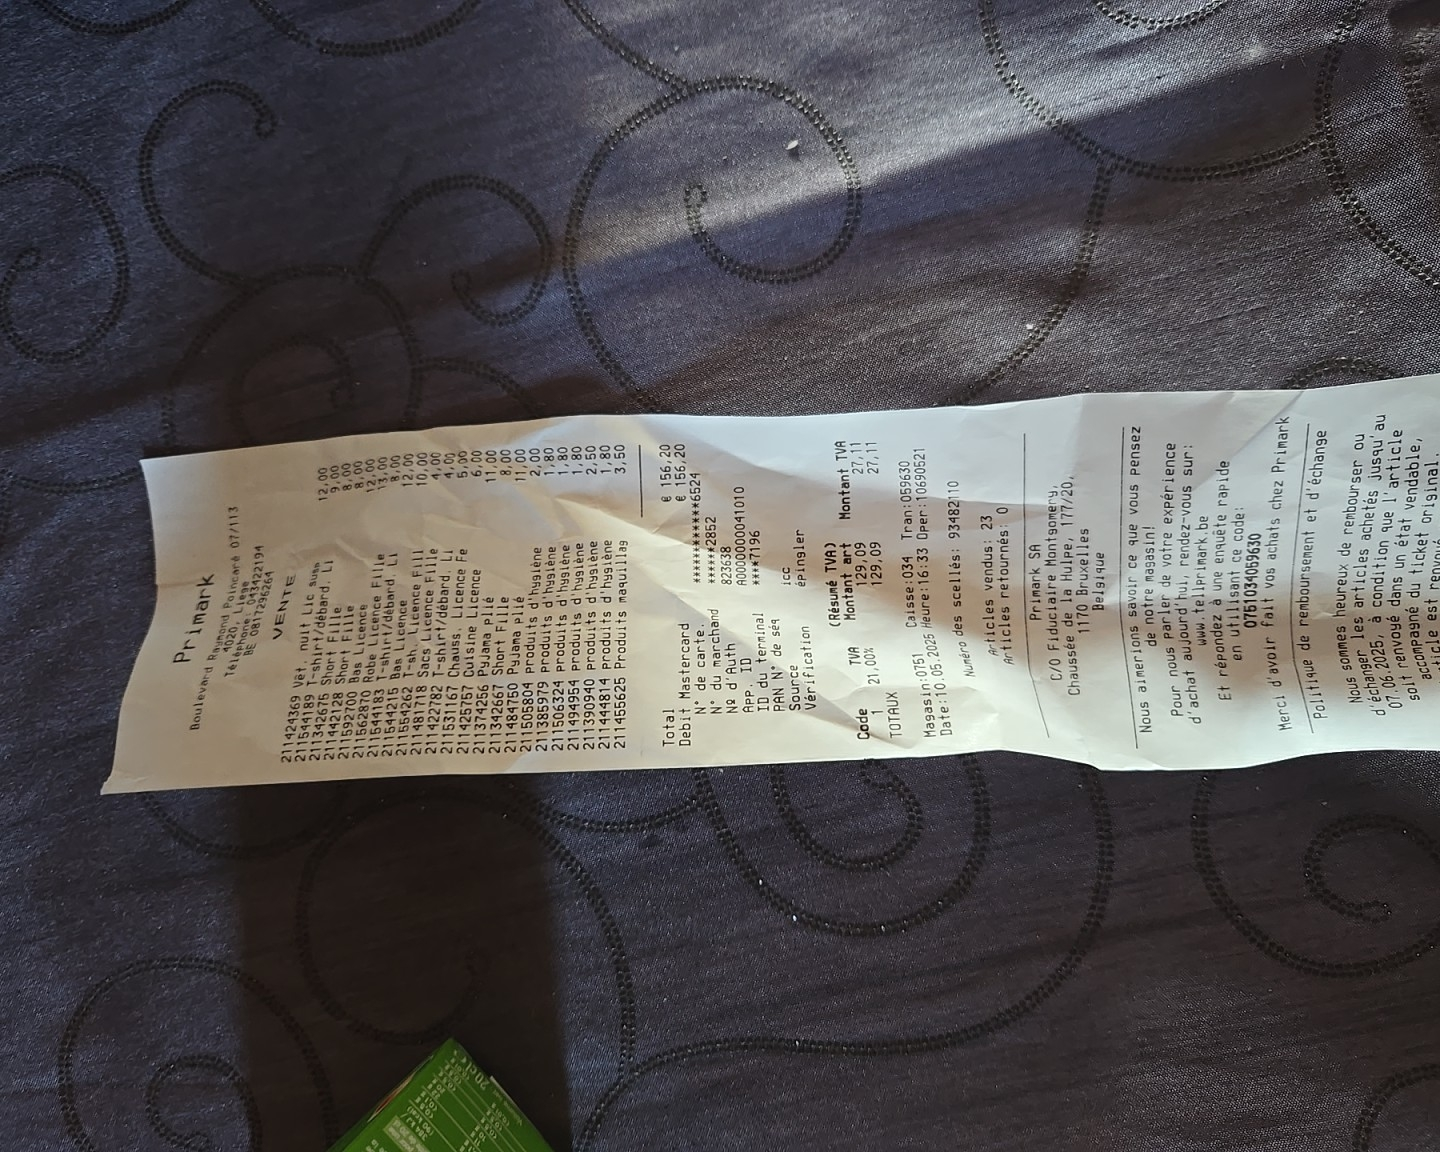 Primark
Boulevard Raymond Poincaré 07/113
4020, Liège
Téléphone: 043422194
BE 0817296264
VENTE
211424369 Vêt. nuit Lic 12,00
211544189 T-shirt/débard. Li 9,00
211342675 Short Fille 8,00
211442128 Short Fille 8,00
211592700 Bas Licence 12,00
211562870 Robe Licence Fille 13,00
211544183 T-shirt/débard. Li 8,00
211544215 Bas Licence 12,00
211554262 T-sh. Licence Fill 10,00
211481718 Sacs Licence Fille 4,00
211422782 T-shirt/débard. Li 4,00
211531167 Chauss. Licence Fe 5,00
211425757 Cuisine Licence 6,00
211374256 Pyjama plié 11,00
211342667 Short Fille 8,00
211484750 Pyjama plié 11,00
211505804 Produits d'hygiène 2,00
211385979 Produits d'hygiène 1,80
211506324 Produits d'hygiène 1,80
211494954 Produits d'hygiène 1,80
211390940 Produits d'hygiène 2,50
211444814 Produits d'hygiène 1,80
211455625 Produits maquillag 3,50
Total € 156,20
Debit Mastercard € 156,20
N° de carte ************6524
N° du marchand ******2852
Nº d'Auth 823638
App. ID A0000000041010
ID du terminal ****7196
PAN N° de séq
Source icc
Vérification épingler
(Résumé TVA)
Code TVA Montant art Montant TVA
1 21,00% 129,09 27,11
TOTAUX 129,09 27,11
Magasin:0751 Caisse:034 Tran:059630
Date:10.05.2025 Heure:16:33 Oper:10690521
Numéro des scellés: 93482110
Articles vendus: 23
Articles retournés: 0
Primark SA
C/O Fiduciaire Montgomery,
Chaussée de la Hulpe, 177/20,
1170 Bruxelles
Belgique
Nous aimerions savoir ce que vous pensez
de notre magasin!
Pour nous parler de votre expérience
d'achat aujourd'hui, rendez-vous sur:
www.tellprimark.be
Et répondez à une enquête rapide
en utilisant ce code:
0751034059630
Merci d'avoir fait vos achats chez Primark
Politique de remboursement et d'échange
Nous sommes heureux de rembourser ou
d'échanger les articles achetés jusqu'au
07.06.2025, à condition que l'article
soit renvoyé dans un état vendable,
accompagné du ticket original.
article est renvoyé